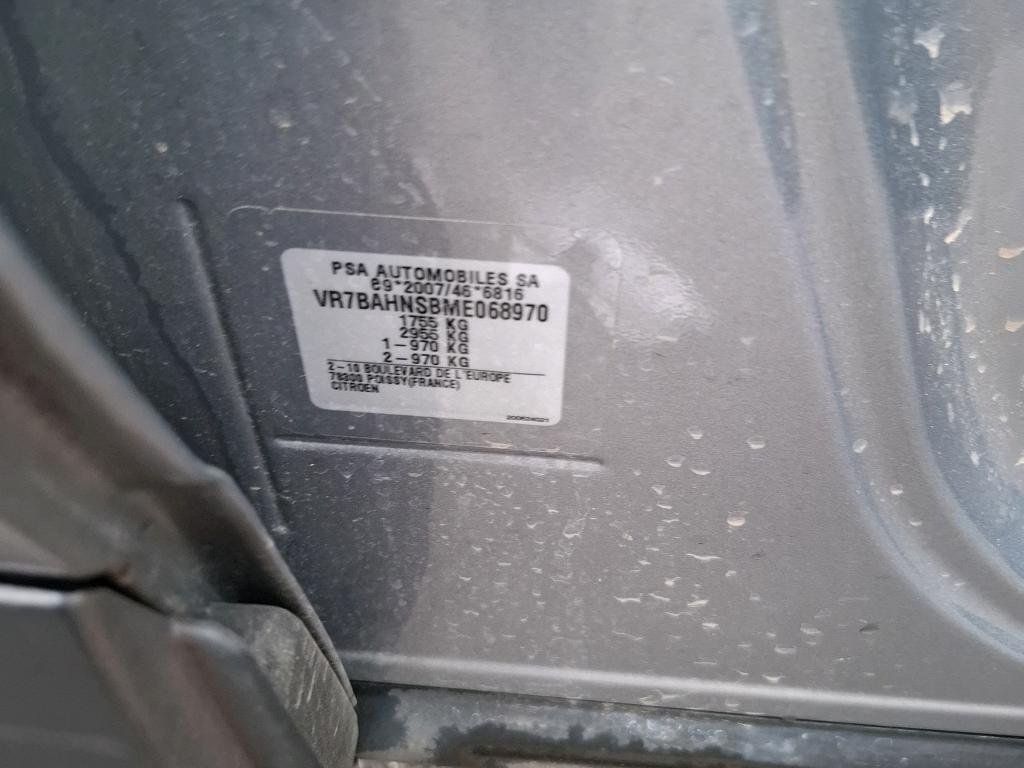 PSA AUTOMOBILES SA
e9*2007/46*6816
VR7BAHNSBME068970
1755 KG
2955 KG
1-970 KG
2-970 KG
2-10 BOULEVARD DE L'EUROPE
78300 POISSY(FRANCE)
CITROEN